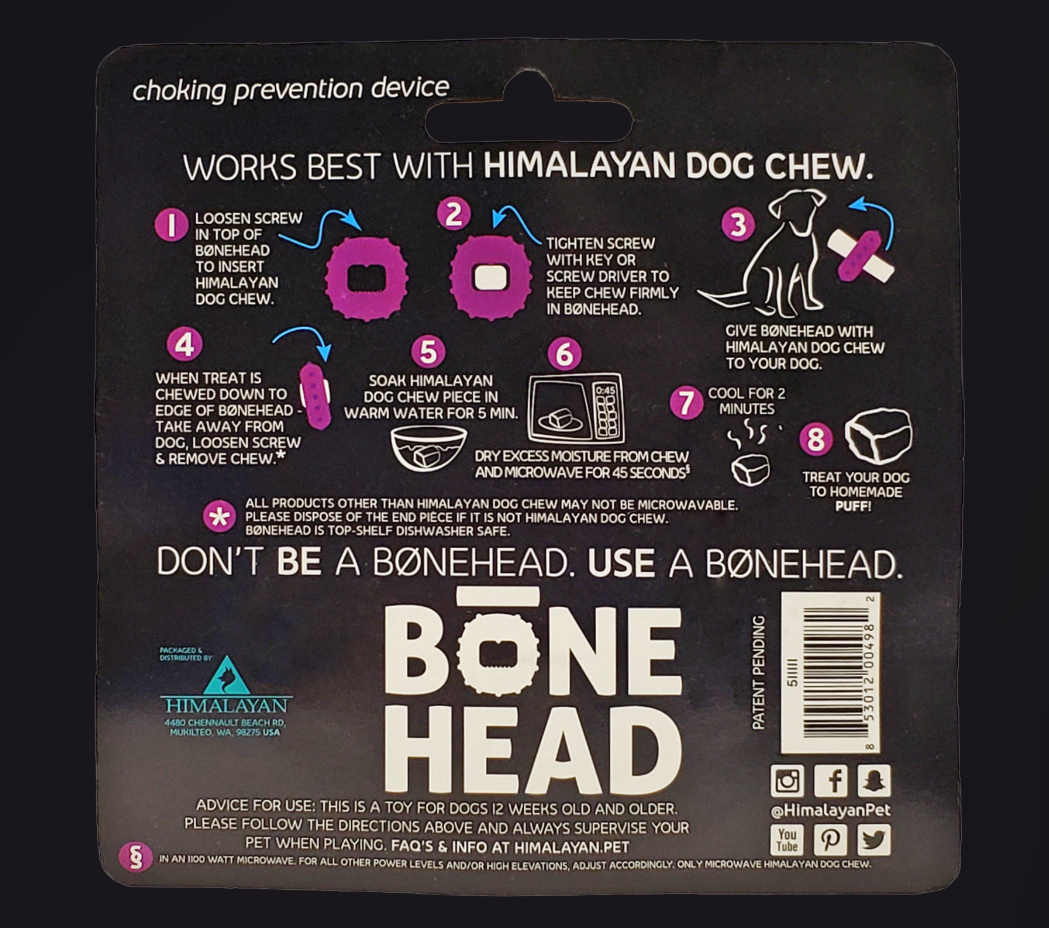 choking prevention device
WORKS BEST WITH HIMALAYAN DOG CHEW.
1
LOOSEN SCREW
IN TOP OF
BØNEHEAD
TO INSERT
HIMALAYAN
DOG CHEW.
2
TIGHTEN SCREW
WITH KEY OR
SCREW DRIVER TO
KEEP CHEW FIRMLY
IN BØNEHEAD.
3
GIVE BØNEHEAD WITH
HIMALAYAN DOG CHEW
TO YOUR DOG.
4
WHEN TREAT IS
CHEWED DOWN TO
EDGE OF BØNEHEAD -
TAKE AWAY FROM
DOG, LOOSEN SCREW
& REMOVE CHEW.*
5
SOAK HIMALAYAN
DOG CHEW PIECE IN
WARM WATER FOR 5 MIN.
6
0:45
DRY EXCESS MOISTURE FROM CHEW
AND MICROWAVE FOR 45 SECONDS§
7
COOL FOR 2
MINUTES
8
TREAT YOUR DOG
TO HOMEMADE
PUFF!
* ALL PRODUCTS OTHER THAN HIMALAYAN DOG CHEW MAY NOT BE MICROWAVABLE.
PLEASE DISPOSE OF THE END PIECE IF IT IS NOT HIMALAYAN DOG CHEW.
BØNEHEAD IS TOP-SHELF DISHWASHER SAFE.
DON'T BE A BØNEHEAD. USE A BØNEHEAD.
PACKAGED &
DISTRIBUTED BY:
HIMALAYAN
4480 CHENNAULT BEACH RD,
MUKILTEO, WA, 98275 USA
BONE
HEAD
PATENT PENDING
511111
8 53012 00498 2
@HimalayanPet
You
Tube
ADVICE FOR USE: THIS IS A TOY FOR DOGS 12 WEEKS OLD AND OLDER.
PLEASE FOLLOW THE DIRECTIONS ABOVE AND ALWAYS SUPERVISE YOUR
PET WHEN PLAYING. FAQ'S & INFO AT HIMALAYAN.PET
§ IN AN 1100 WATT MICROWAVE. FOR ALL OTHER POWER LEVELS AND/OR HIGH ELEVATIONS, ADJUST ACCORDINGLY. ONLY MICROWAVE HIMALAYAN DOG CHEW.